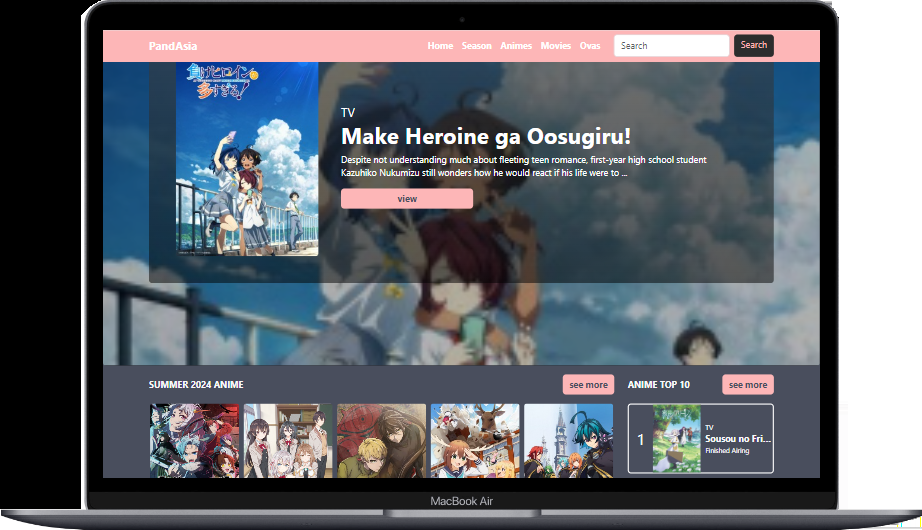 PandAsia
Home Season Animes Movies Ovas Search Search
負けヒロインが
多すぎる!
TV
Make Heroine ga Oosugiru!
Despite not understanding much about fleeting teen romance, first-year high school student
Kazuhiko Nukumizu still wonders how he would react if his life were to ...
view
SUMMER 2024 ANIME see more
ANIME TOP 10 see more
1
TV
Sousou no Fri...
Finished Airing
MacBook Air